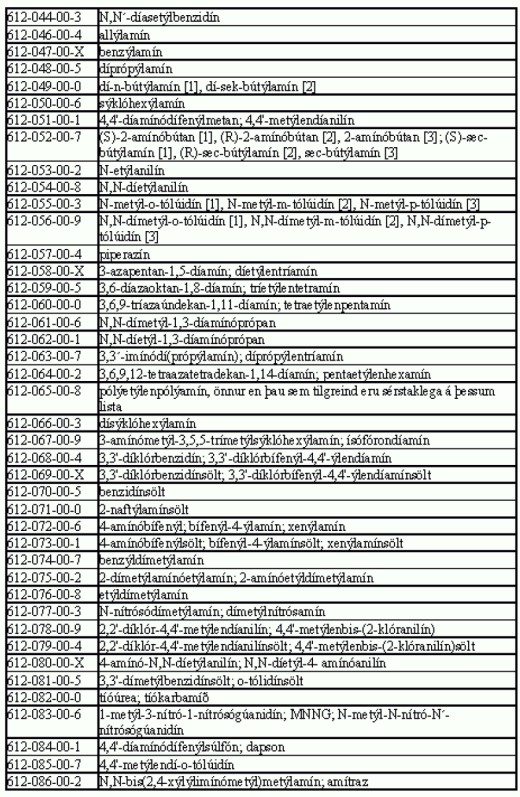 612-044-00-3 N,N´-díasetýlbenzidín
612-046-00-4 allýlamín
612-047-00-X benzýlamín
612-048-00-5 díprópýlamín
612-049-00-0 dí-n-bútýlamín [1], dí-sek-bútýlamín [2]
612-050-00-6 sýklóhexýlamín
612-051-00-1 4,4'-díamínódífenýlmetan; 4,4'-metýlendíanilín
612-052-00-7 (S)-2-amínóbútan [1], (R)-2-amínóbútan [2], 2-amínóbútan [3]; (S)-sec-
bútýlamín [1], (R)-sec-bútýlamín [2], sec-bútýlamín [3]
612-053-00-2 N-etýlanilín
612-054-00-8 N,N-díetýlanilín
612-055-00-3 N-metýl-o-tólúidín [1], N-metýl-m-tólúidín [2], N-metýl-p-tólúidín [3]
612-056-00-9 N,N-dímetýl-o-tólúidín [1], N,N-dímetýl-m-tólúidín [2], N,N-dímetýl-p-
tólúidín [3]
612-057-00-4 piperazín
612-058-00-X 3-azapentan-1,5-díamín; díetýlentríamín
612-059-00-5 3,6-díazaoktan-1,8-díamín; tríetýlentetramín
612-060-00-0 3,6,9-tríazaúndekan-1,11-díamín; tetraetýlenpentamín
612-061-00-6 N,N-dímetýl-1,3-díamínóprópan
612-062-00-1 N,N-díetýl-1,3-díamínóprópan
612-063-00-7 3,3´-imínódí(própýlamín); díprópýlentríamín
612-064-00-2 3,6,9,12-tetraazatetradekan-1,14-díamín; pentaetýlenhexamín
612-065-00-8 pólýetýlenpólýamín, önnur en þau sem tilgreind eru sérstaklega á þessum
lista
612-066-00-3 dísýklóhexýlamín
612-067-00-9 3-amínómetýl-3,5,5-trímetýlsýklóhexýlamín; ísófórondíamín
612-068-00-4 3,3'-díklórbenzidín; 3,3'-díklórbífenýl-4,4'-ýlendíamín
612-069-00-X 3,3'-díklórbenzidínsölt; 3,3'-díklórbífenýl-4,4'-ýlendíamínsölt
612-070-00-5 benzidínsölt
612-071-00-0 2-naftýlamínsölt
612-072-00-6 4-amínóbífenýl; bífenýl-4-ýlamín; xenýlamín
612-073-00-1 4-amínóbífenýlsölt; bífenýl-4-ýlamínsölt; xenýlamínsölt
612-074-00-7 benzýldímetýlamín
612-075-00-2 2-dímetýlamínóetýlamín; 2-amínóetýldímetýlamín
612-076-00-8 etýldímetýlamín
612-077-00-3 N-nítrósódímetýlamín; dímetýlnítrósamín
612-078-00-9 2,2'-díklór-4,4'-metýlendíanilín; 4,4'-metýlenbis-(2-klóranilín)
612-079-00-4 2,2'-díklór-4,4'-metýlendíanilínsölt; 4,4'-metýlenbis-(2-klóranilín)sölt
612-080-00-X 4-amínó-N,N-díetýlanilín; N,N-díetýl-4- amínóanilín
612-081-00-5 3,3'-dímetýlbenzidínsölt; o-tólidínsölt
612-082-00-0 tíóúrea; tíókarbamíð
612-083-00-6 1-metýl-3-nítró-1-nítrósógúanidín; MNNG; N-metýl-N-nítró-N´-
nítrósógúanidín
612-084-00-1 4,4'-díamínódífenýlsúlfón; dapson
612-085-00-7 4,4'-metýlendí-o-tólúidín
612-086-00-2 N,N-bis(2,4-xýlýlimínómetýl)metýlamín; amítraz